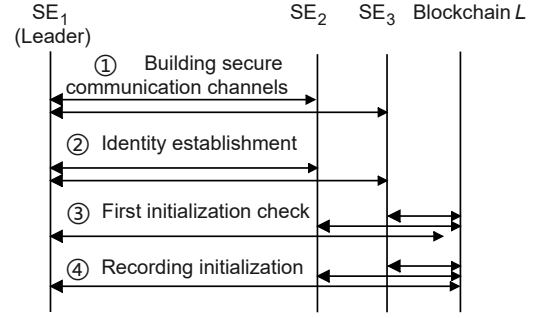 SE1 SE2 SE3 Blockchain L
(Leader)
① Building secure
communication channels
② Identity establishment
③ First initialization check
④ Recording initialization